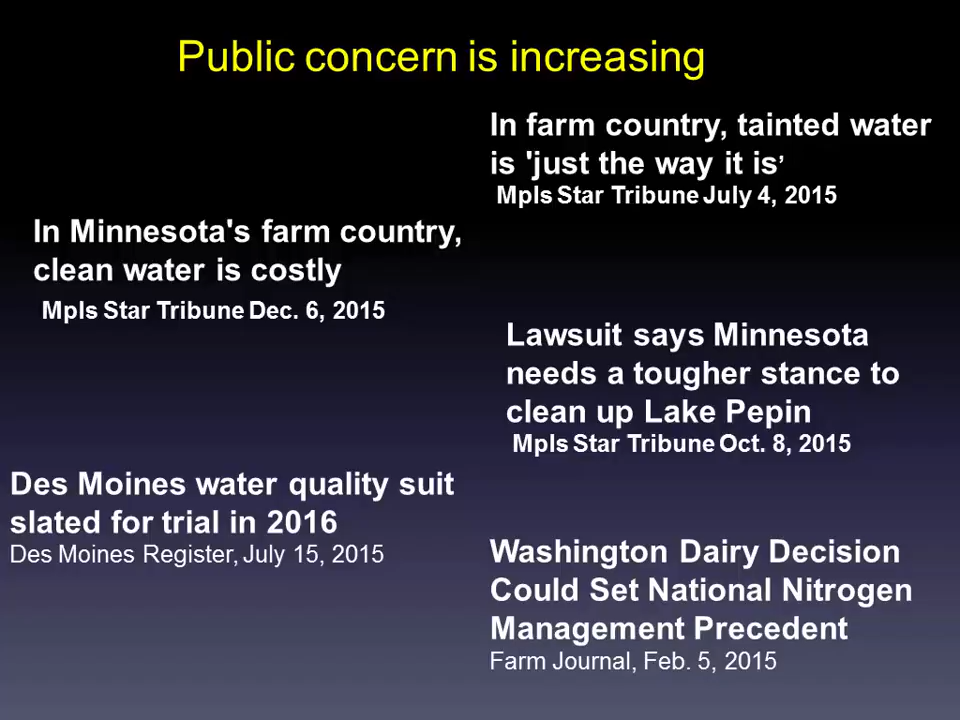 Public concern is increasing
In farm country, tainted water
is 'just the way it is’
Mpls Star Tribune July 4, 2015
In Minnesota's farm country,
clean water is costly
Mpls Star Tribune Dec. 6, 2015
Lawsuit says Minnesota
needs a tougher stance to
clean up Lake Pepin
Mpls Star Tribune Oct. 8, 2015
Des Moines water quality suit
slated for trial in 2016
Des Moines Register, July 15, 2015
Washington Dairy Decision
Could Set National Nitrogen
Management Precedent
Farm Journal, Feb. 5, 2015